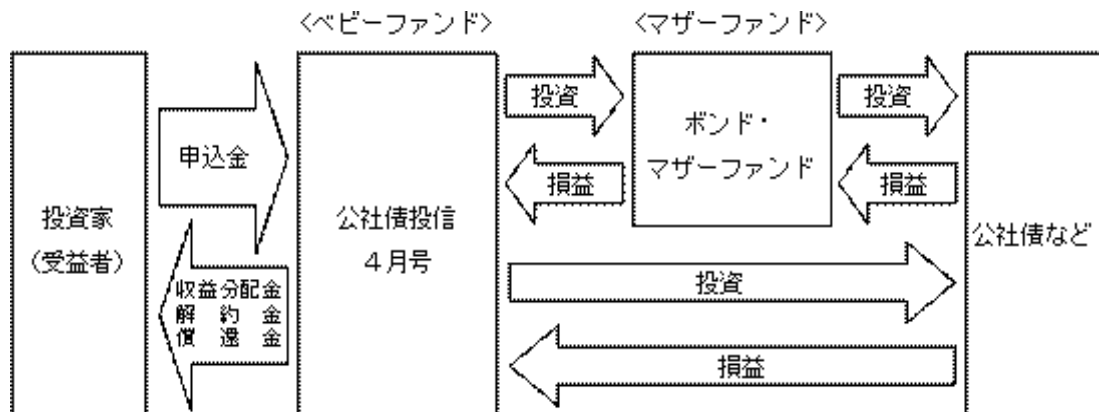 〈ベビーファンド〉
〈マザーファンド〉
投資家
(受益者)
申込金
収益分配金
解約金
償還金
公社債投信
4月号
投資
損益
ボンド・
マザーファンド
投資
損益
投資
損益
公社債など